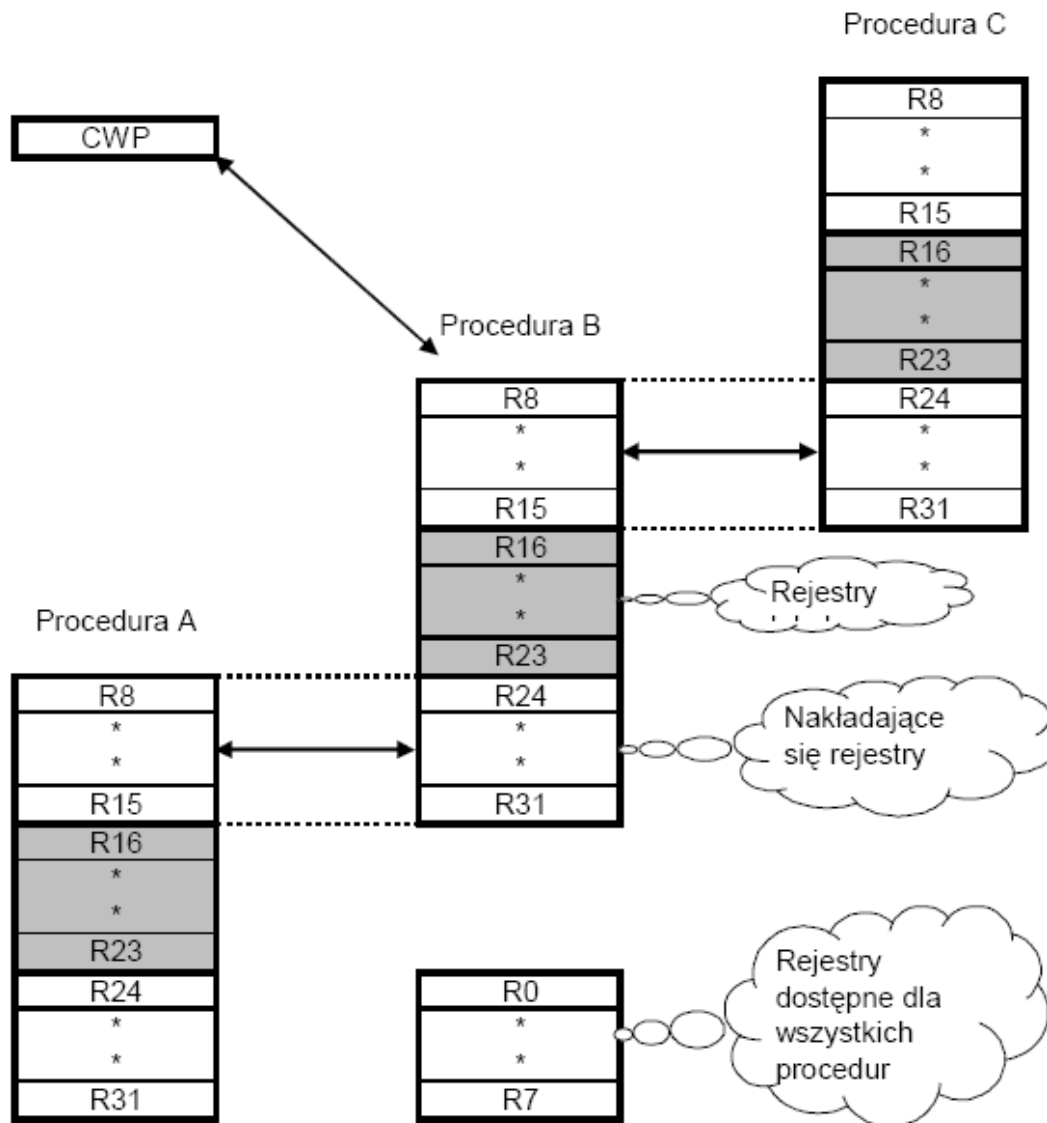 Procedura C
R8
*
*
R15
R16
*
*
R23
R24
*
*
R31
CWP
Procedura B
R8
*
*
R15
R16
*
*
R23
R24
*
*
R31
Procedura A
R8
*
*
R15
R16
*
*
R23
R24
*
*
R31
R0
*
*
R7
Rejestry
Nakładające
się rejestry
Rejestry
dostępne dla
wszystkich
procedur